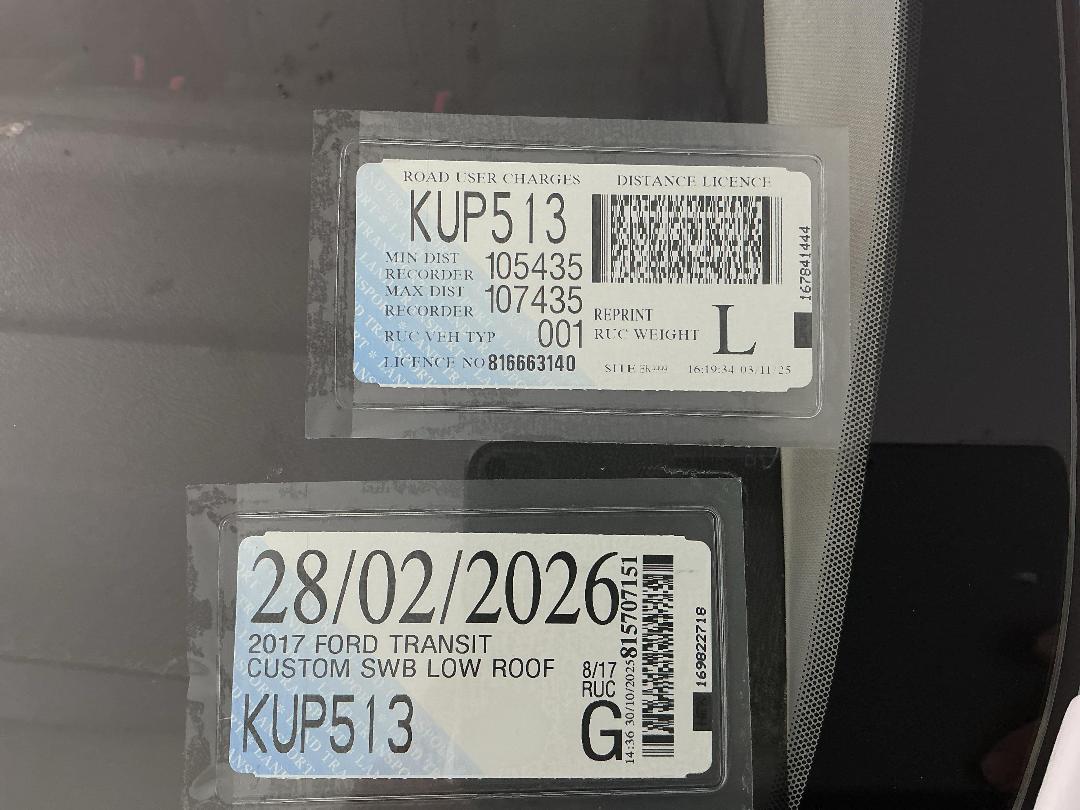 ROAD USER CHARGES DISTANCE LICENCE
KUP513
MIN DIST
RECORDER 105435
MAX DIST
RECORDER 107435
RUC VEH TYP 001
LICENCE NO 816663140
REPRINT
RUC WEIGHT L
SITE 16:19:34 03/11/25
167841444
28/02/2026
2017 FORD TRANSIT
CUSTOM SWB LOW ROOF
KUP513
8/17
RUC
G
14:36 30/10/2025 815707151
169822718